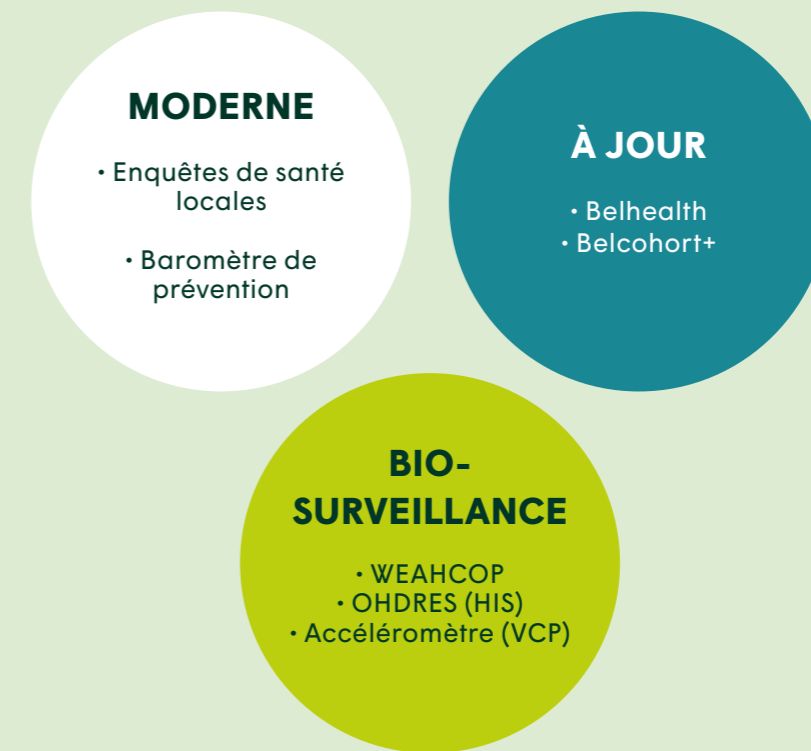 MODERNE
• Enquêtes de santé
locales
• Baromètre de
prévention
À JOUR
• Belhealth
• Belcohort+
BIO-
SURVEILLANCE
• WEAHCOP
• OHDRES (HIS)
• Accéléromètre (VCP)